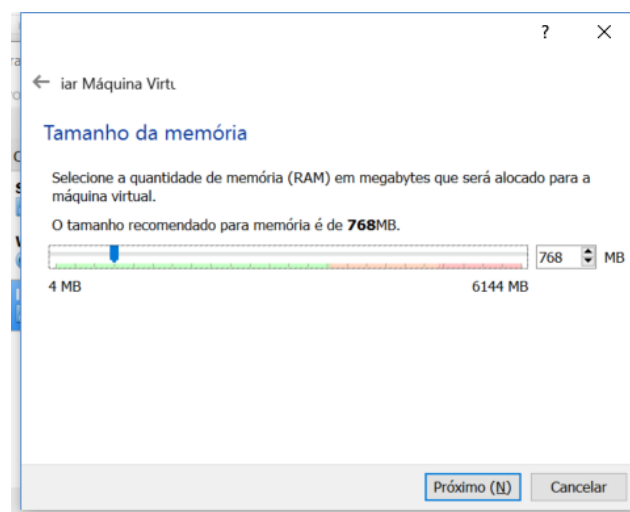 ?
← iar Máquina Virtu
Tamanho da memória
Selecione a quantidade de memória (RAM) em megabytes que será alocado para a
máquina virtual.
O tamanho recomendado para memória é de 768MB.
768 MB
4 MB 6144 MB
Próximo (N) Cancelar